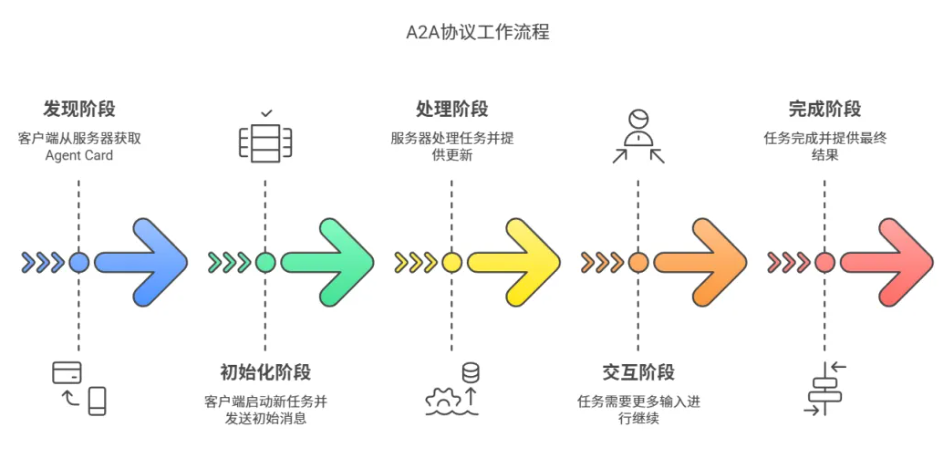 A2A协议工作流程
发现阶段
客户端从服务器获取
Agent Card
初始化阶段
客户端启动新任务并
发送初始消息
处理阶段
服务器处理任务并提
供更新
交互阶段
任务需要更多输入进
行继续
完成阶段
任务完成并提供最终
结果